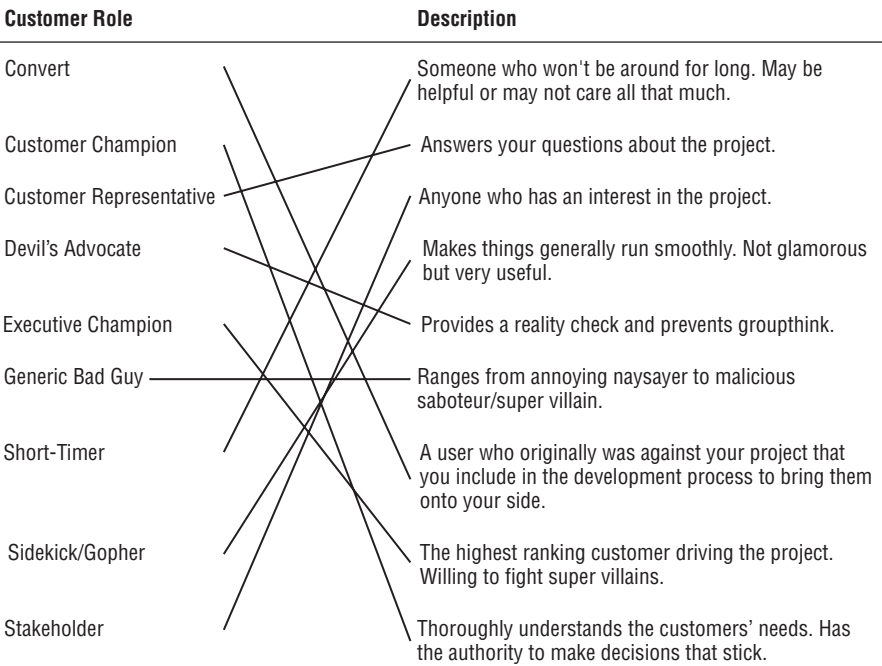 Customer Role Description
Convert
Someone who won't be around for long. May be
helpful or may not care all that much.
Customer Champion
Answers your questions about the project.
Customer Representative
Anyone who has an interest in the project.
Devil’s Advocate
Makes things generally run smoothly. Not glamorous
but very useful.
Executive Champion
Provides a reality check and prevents groupthink.
Generic Bad Guy
Ranges from annoying naysayer to malicious
saboteur/super villain.
Short-Timer
A user who originally was against your project that
you include in the development process to bring them
onto your side.
Sidekick/Gopher
The highest ranking customer driving the project.
Willing to fight super villains.
Stakeholder
Thoroughly understands the customers’ needs. Has
the authority to make decisions that stick.